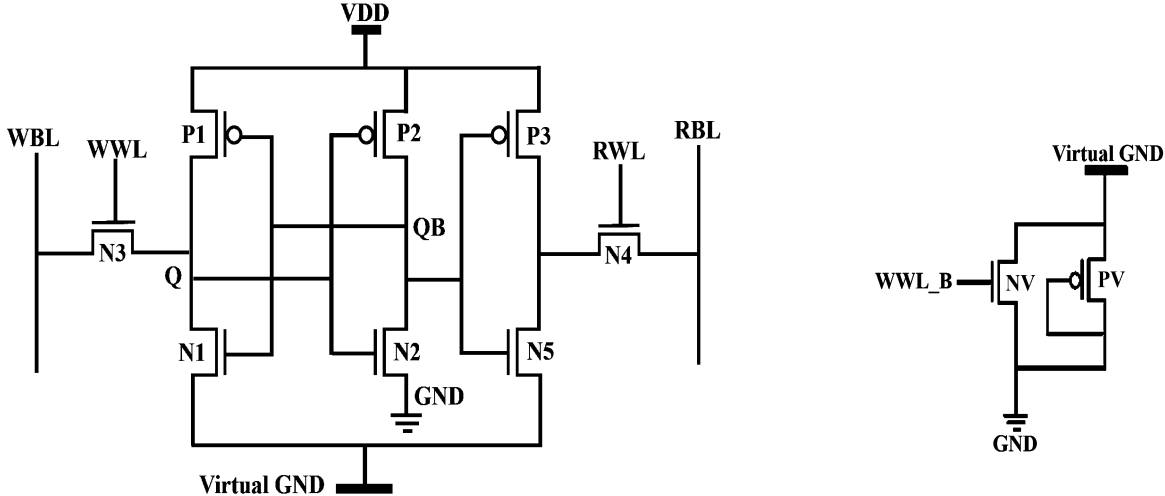 VDD
P1
P2
P3
WBL
WWL
RWL
RBL
Virtual GND
N3
QB
N4
Q
WWL_B
NV
PV
N1
N2
N5
GND
GND
Virtual GND